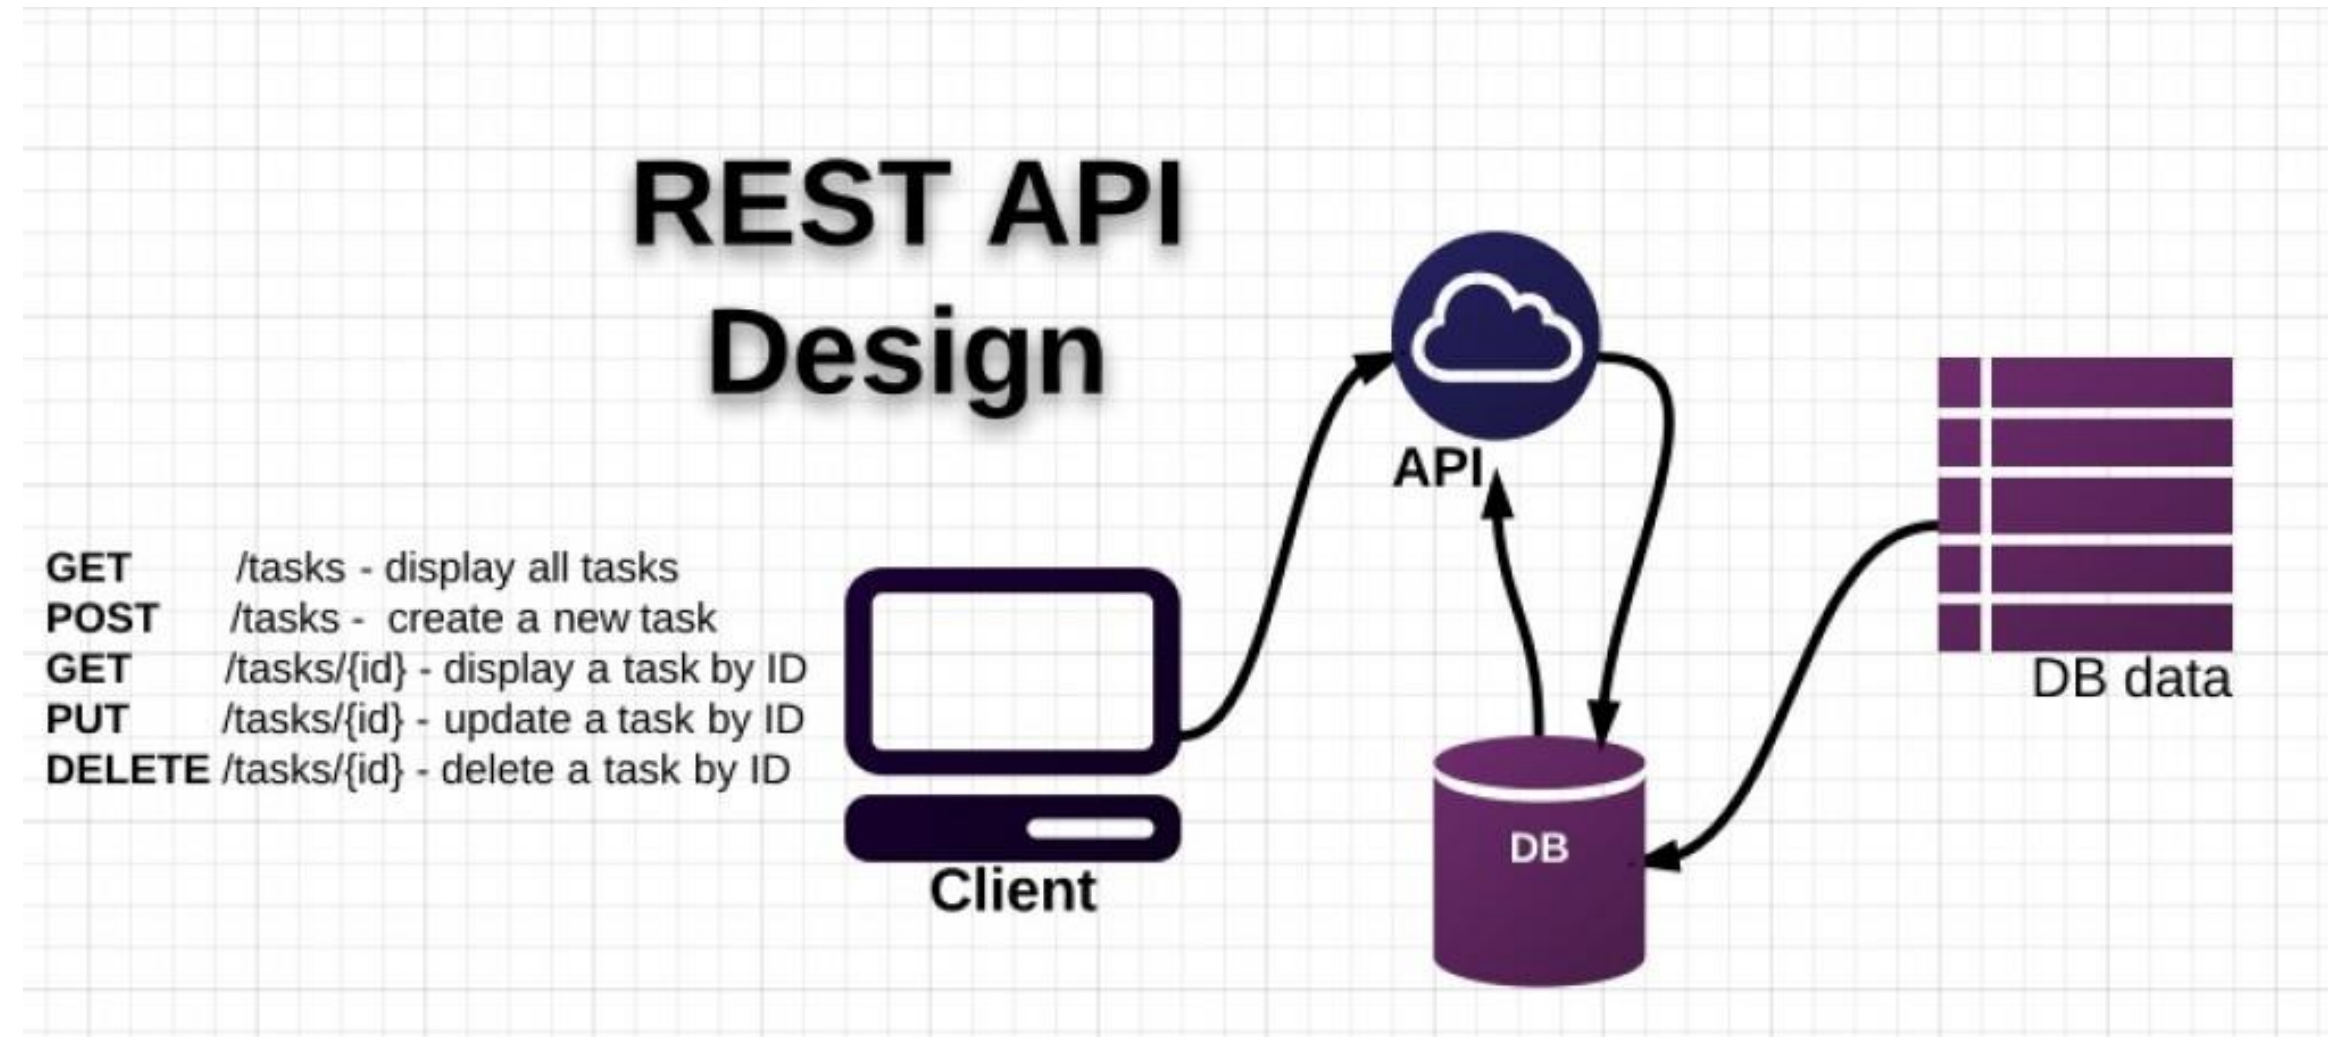 REST API
Design
GET /tasks - display all tasks
POST /tasks - create a new task
GET /tasks/{id} - display a task by ID
PUT /tasks/{id} - update a task by ID
DELETE /tasks/{id} - delete a task by ID
Client
API
DB
DB data